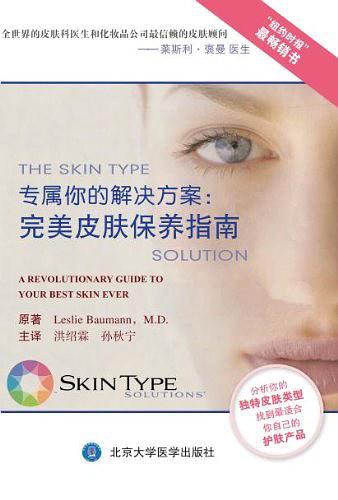 全世界的皮肤科医生和化妆品公司最信赖的皮肤顾问
——莱斯利·裵曼 医生
“纽约时报”
最畅销书
THE SKIN TYPE
专属你的解决方案:
完美皮肤保养指南
SOLUTION
A REVOLUTIONARY GUIDE TO
YOUR BEST SKIN EVER
原著 Leslie Baumann, M.D.
主译 洪绍霖 孙秋宁
SKIN TYPE
SOLUTIONS
分析你的
独特皮肤类型
找到最适合
你自己的
护肤产品
北京大学医学出版社